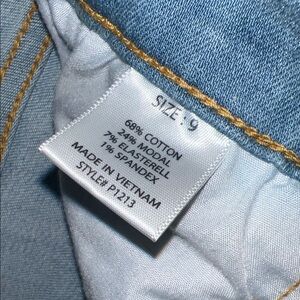 SIZE : 9
68% COTTON
24% MODAL
7% ELASTERELL
1% SPANDEX
MADE IN VIETNAM
STYLE# P1213